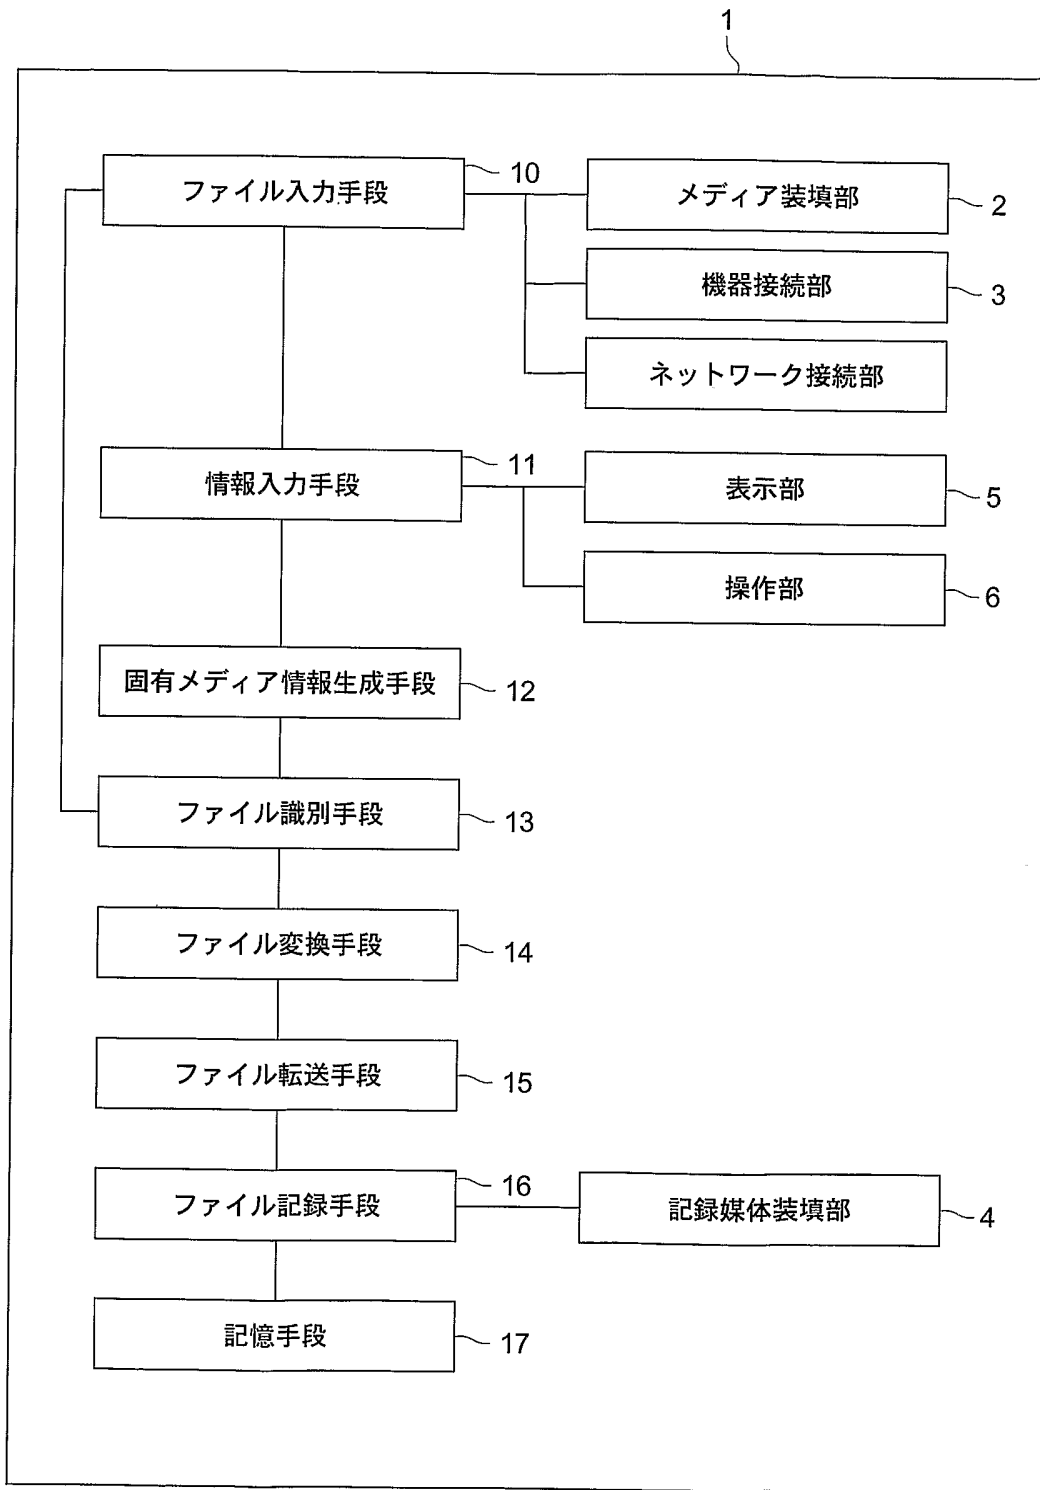 1
ファイル入力手段
10
メディア装填部
2
機器接続部
3
ネットワーク接続部
情報入力手段
11
表示部
5
操作部
6
固有メディア情報生成手段
12
ファイル識別手段
13
ファイル変換手段
14
ファイル転送手段
15
ファイル記録手段
16
記録媒体装填部
4
記憶手段
17